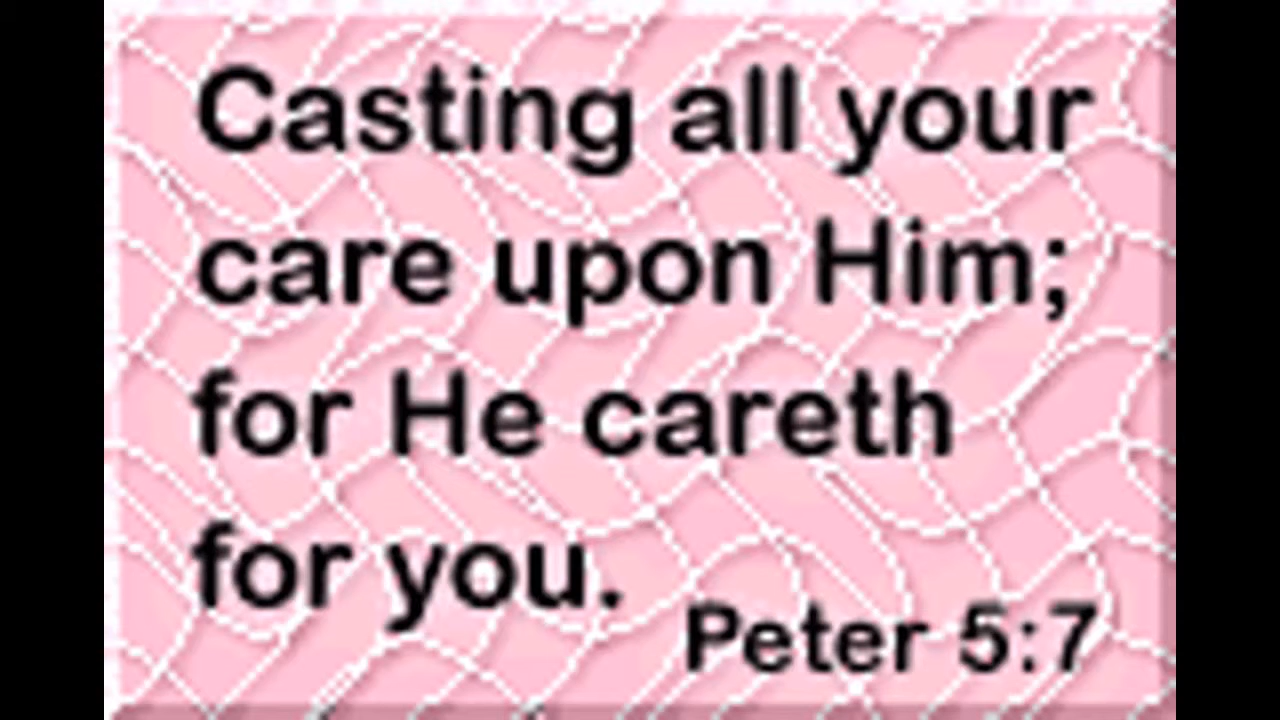 Casting all your
care upon Him;
for He careth
for you.
Peter 5:7